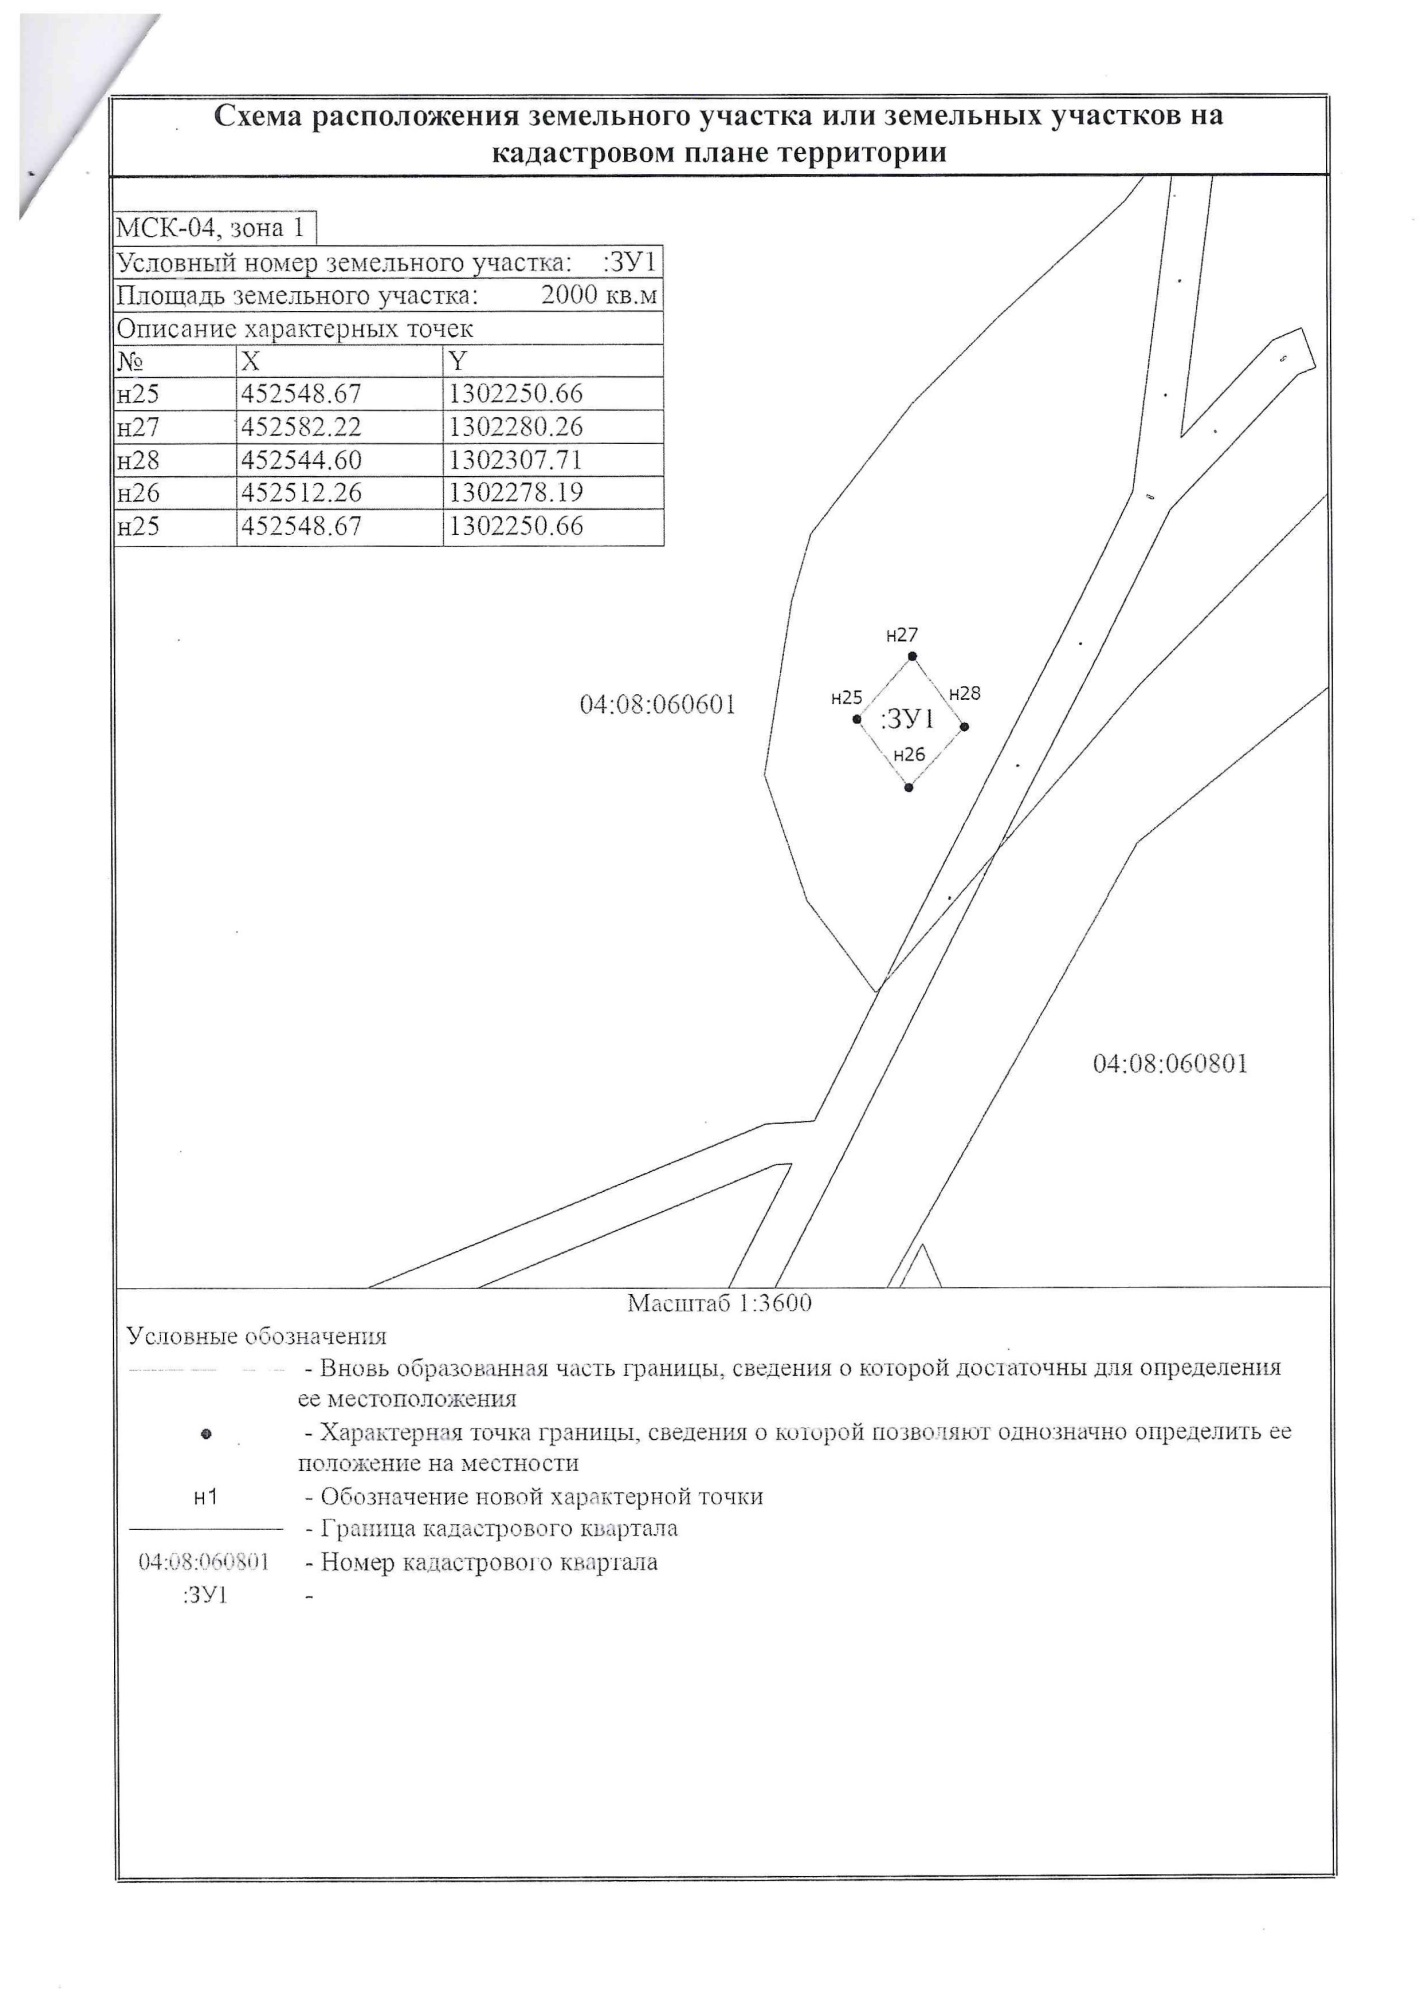 Схема расположения земельного участка или земельных участков на
кадастровом плане территории
МСК-04, зона 1
Условный номер земельного участка: :ЗУ1
Площадь земельного участка: 2000 кв.м
Описание характерных точек
№ X Y
н25 452548.67 1302250.66
н27 452582.22 1302280.26
н28 452544.60 1302307.71
н26 452512.26 1302278.19
н25 452548.67 1302250.66
н27
н25
н28
04:08:060601
:ЗУ1
н26
04:08:060801
Масштаб 1:3600
Условные обозначения
- Вновь образованная часть границы, сведения о которой достаточны для определения
ее местоположения
- Характерная точка границы, сведения о которой позволяют однозначно определить ее
положение на местности
н1 - Обозначение новой характерной точки
- Граница кадастрового квартала
04:08:060801 - Номер кадастрового квартала
:ЗУ1 -